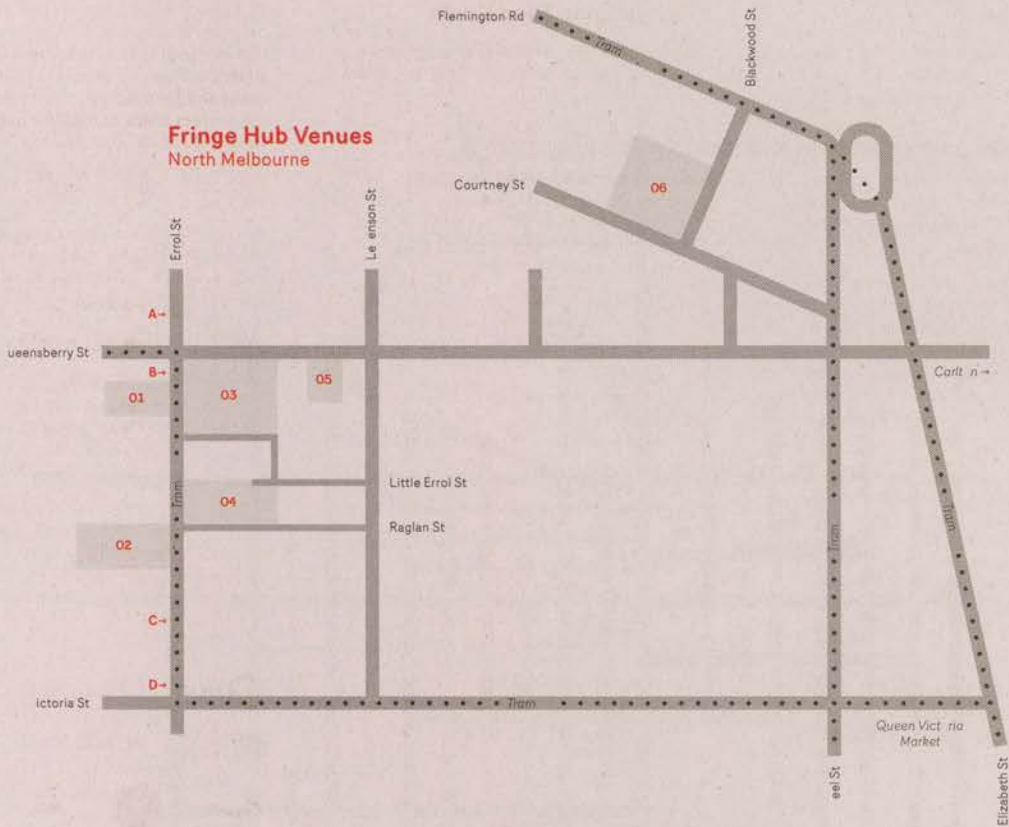 Flemington Rd
Tram
Blackwood St
Fringe Hub Venues
North Melbourne
Courtney St
06
Errol St
Le enson St
A→
ueensberry St
B→
Carlt n→
01
03
05
Tram
Little Errol St
04
Raglan St
02
Tram
Tram
C→
D→
ictoria St
Tram
Queen Vict ria
Market
eel St
Elizabeth St